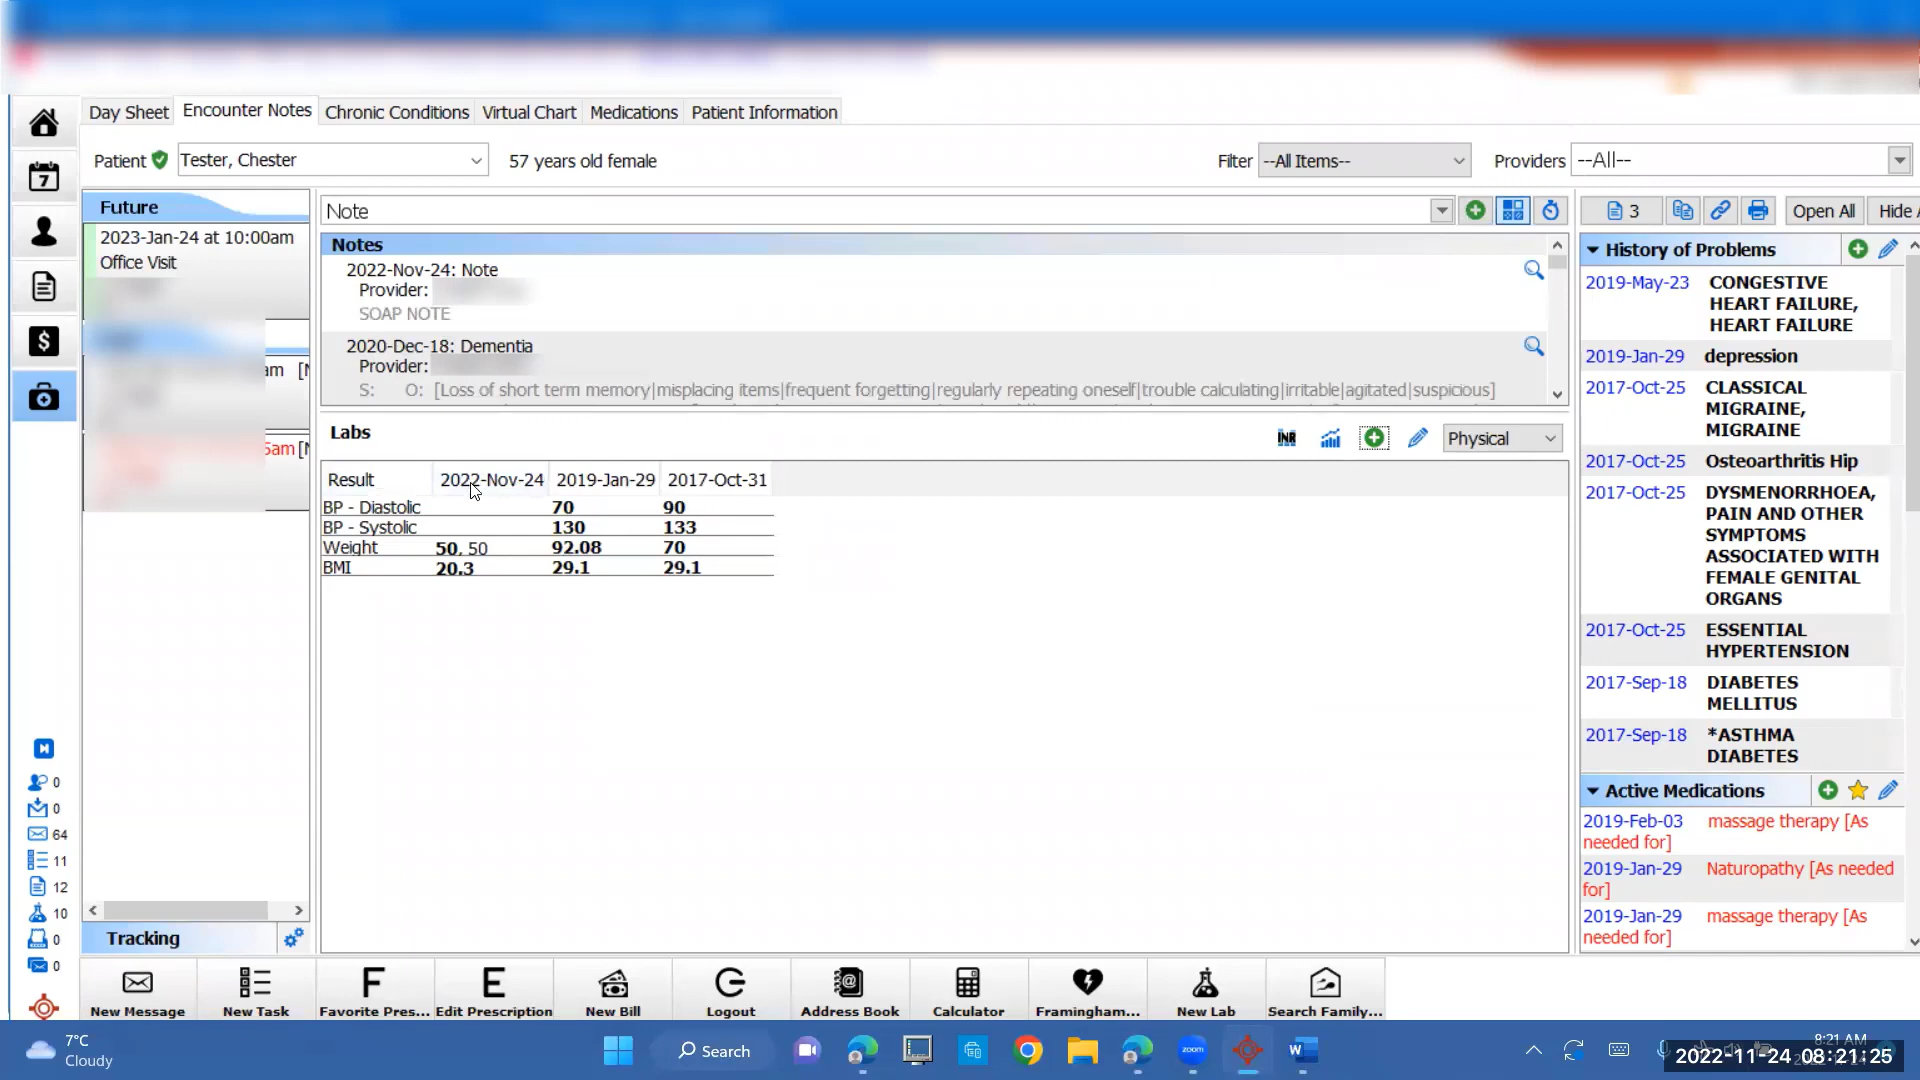 Day Sheet Encounter Notes Chronic Conditions Virtual Chart Medications Patient Information
Patient Tester, Chester 57 years old female Filter --All Items-- Providers --All--
Future
2023-Jan-24 at 10:00am
Office Visit
am [N
5am [N
Tracking
Note
Notes
2022-Nov-24: Note
Provider:
SOAP NOTE
2020-Dec-18: Dementia
Provider:
S: O: [Loss of short term memory|misplacing items|frequent forgetting|regularly repeating oneself|trouble calculating|irritable|agitated|suspicious]
Labs INR Physical
Result 2022-Nov-24 2019-Jan-29 2017-Oct-31
BP - Diastolic 70 90
BP - Systolic 130 133
Weight 50, 50 92.08 70
BMI 20.3 29.1 29.1
3 Open All Hide A
History of Problems
2019-May-23 CONGESTIVE
HEART FAILURE,
HEART FAILURE
2019-Jan-29 depression
2017-Oct-25 CLASSICAL
MIGRAINE,
MIGRAINE
2017-Oct-25 Osteoarthritis Hip
2017-Oct-25 DYSMENORRHOEA,
PAIN AND OTHER
SYMPTOMS
ASSOCIATED WITH
FEMALE GENITAL
ORGANS
2017-Oct-25 ESSENTIAL
HYPERTENSION
2017-Sep-18 DIABETES
MELLITUS
2017-Sep-18 *ASTHMA
DIABETES
Active Medications
2019-Feb-03 massage therapy [As
needed for]
2019-Jan-29 Naturopathy [As needed
for]
2019-Jan-29 massage therapy [As
needed for]
7
$
0
0
64
11
12
10
0
0
New Message New Task Favorite Pres... Edit Prescription New Bill Logout Address Book Calculator Framingham... New Lab Search Family...
7°C
Cloudy
Search
zoom
8:21 AM
2022-11-24 08:21:25